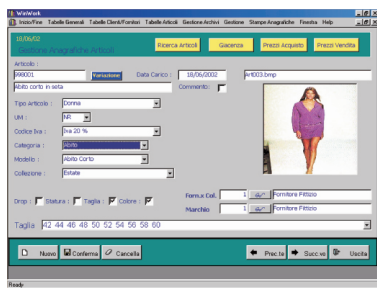 WinWork
Inizio/Fine Tabelle Generali Tabelle Clienti/Fornitori Tabelle Articoli Gestione Archivi Gestione Stampe Anagrafiche Finestra Help
18/06/02
Gestione Anagrafiche Articoli
Ricerca Articoli Giacenza Prezzi Acquisto Prezzi Vendita
Articolo :
998001 Variazione Data Carico : 18/06/2002 Art003.bmp
Abito corto in seta Commento :
Tipo Articolo : Donna
UM : NR
Codice Iva : Iva 20 %
Categoria : Abito
Modello : Abito Corto
Collezione : Estate
Drop : Statura : Taglia : Colore :
Forn.x Col. 1 Fornitore Fittizio
Marchio 1 Fornitore Fittizio
Taglia 42 44 46 48 50 52 54 56 58 60
Nuovo Conferma Cancella Prec.te Succ.vo Uscita
Ready